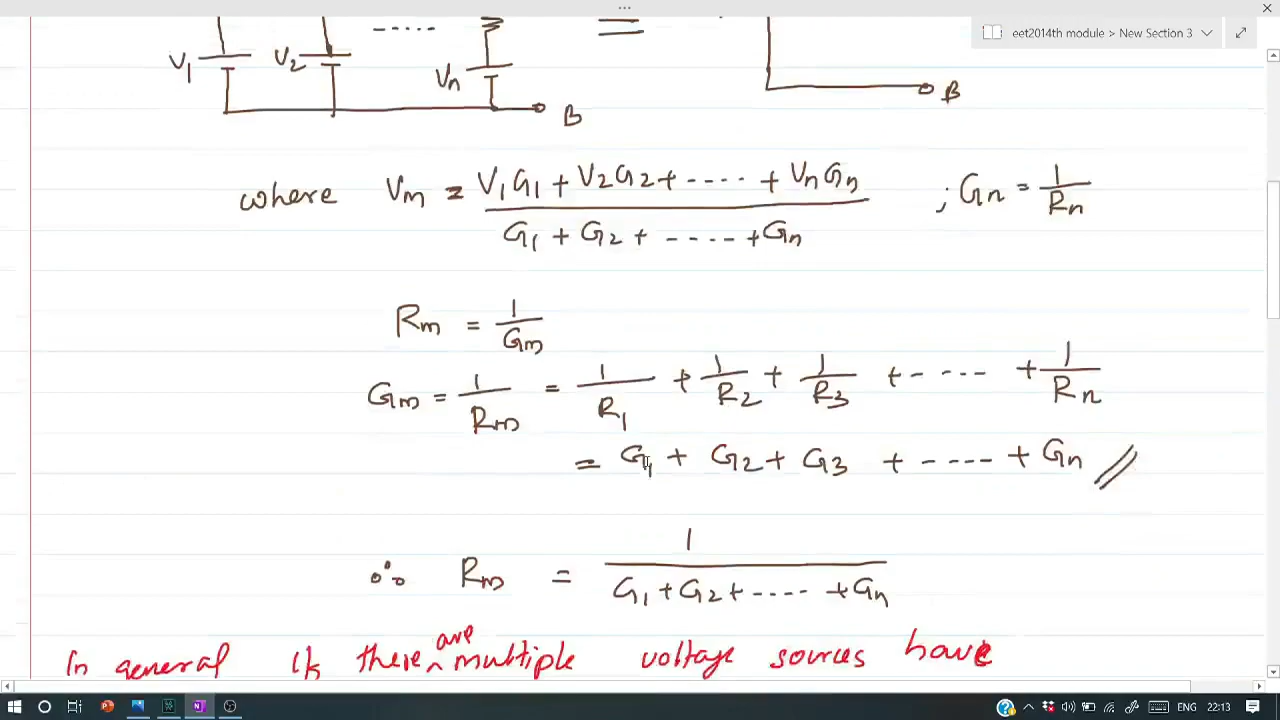 eet2014th module > New Section 3
V1 V2 ..... Vn B = B
where Vm = V1G1 + V2G2 + ---- + VnGn / G1 + G2 + ----- + Gn ; Gn = 1/Rn
Rm = 1/Gm
Gm = 1/Rm = 1/R1 + 1/R2 + 1/R3 + ---- + 1/Rn
= G1 + G2 + G3 + ---- + Gn //
∴ Rm = 1 / G1 + G2 + ---- + Gn
In general if there are multiple voltage sources have
ENG 22:13